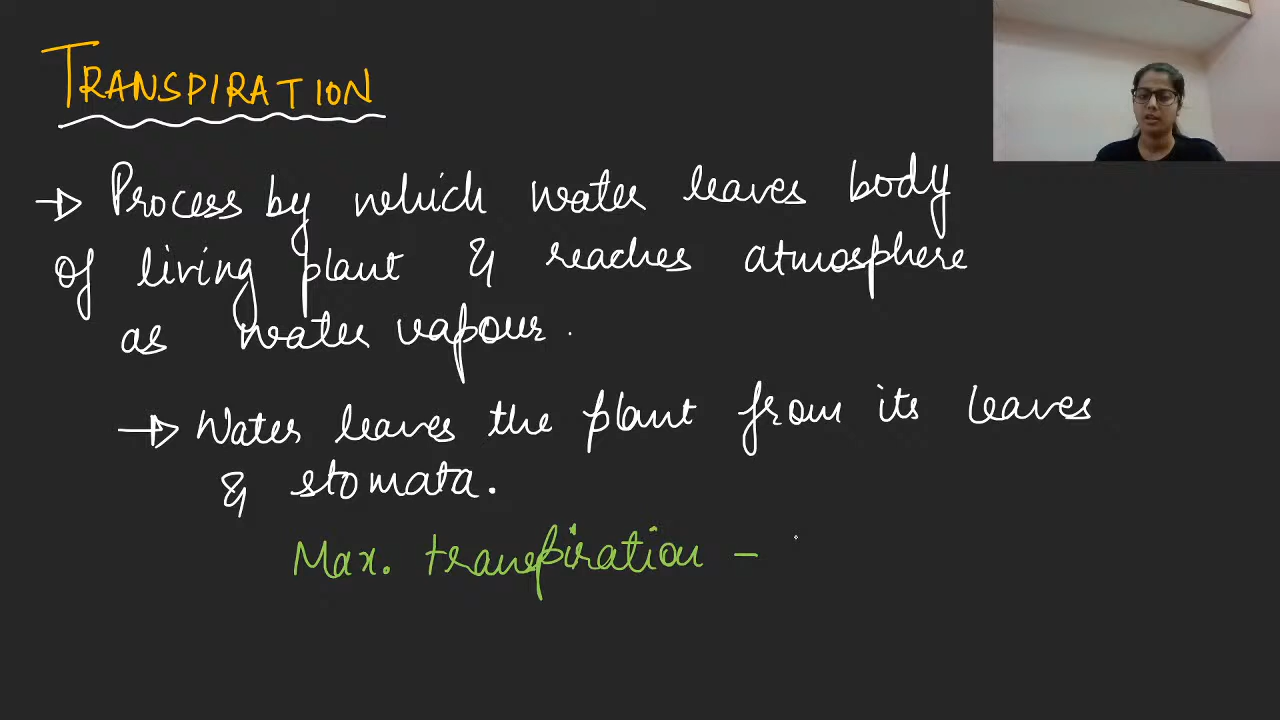 TRANSPIRATION
→ Process by which water leaves body
of living plant & reaches atmosphere
as water vapour.
→ Water leaves the plant from its leaves
& stomata.
Max. transpiration -